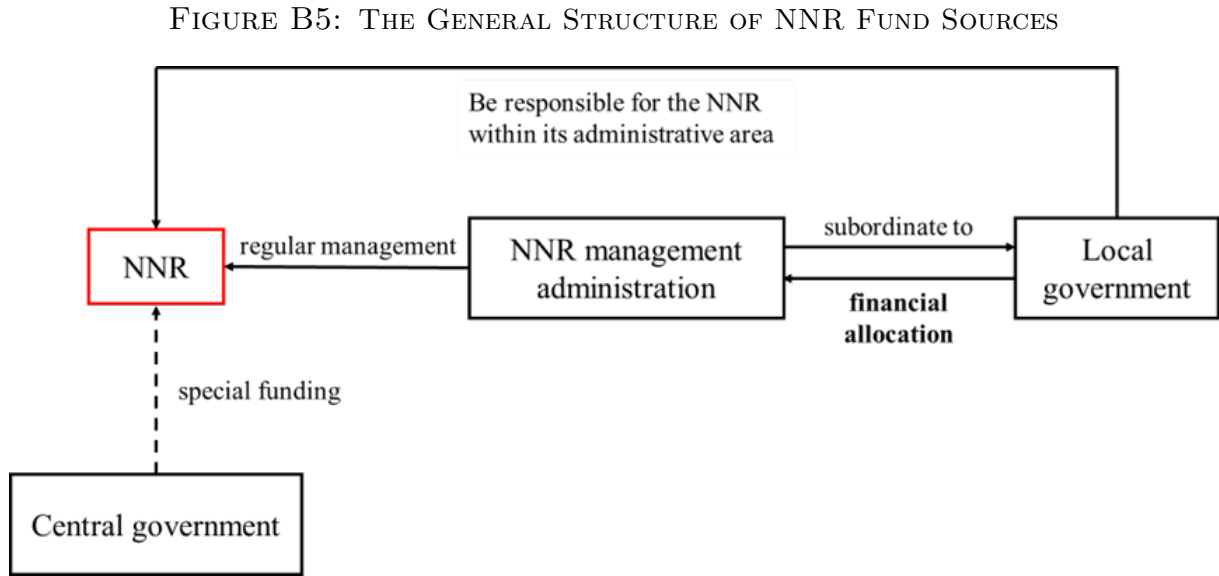 FIGURE B5: THE GENERAL STRUCTURE OF NNR FUND SOURCES
Be responsible for the NNR
within its administrative area
NNR
regular management
NNR management
administration
subordinate to
financial
allocation
Local
government
special funding
Central government